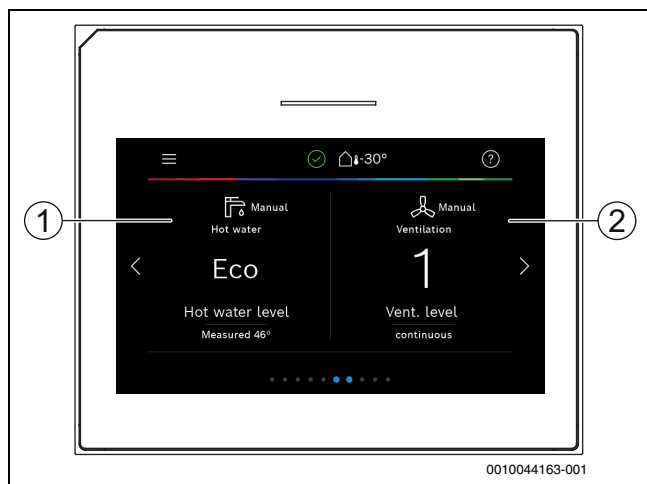 -30°
?
Manual
Hot water
Manual
Ventilation
1
2
Eco
1
Hot water level
Vent. level
Measured 46°
continuous
0010044163-001